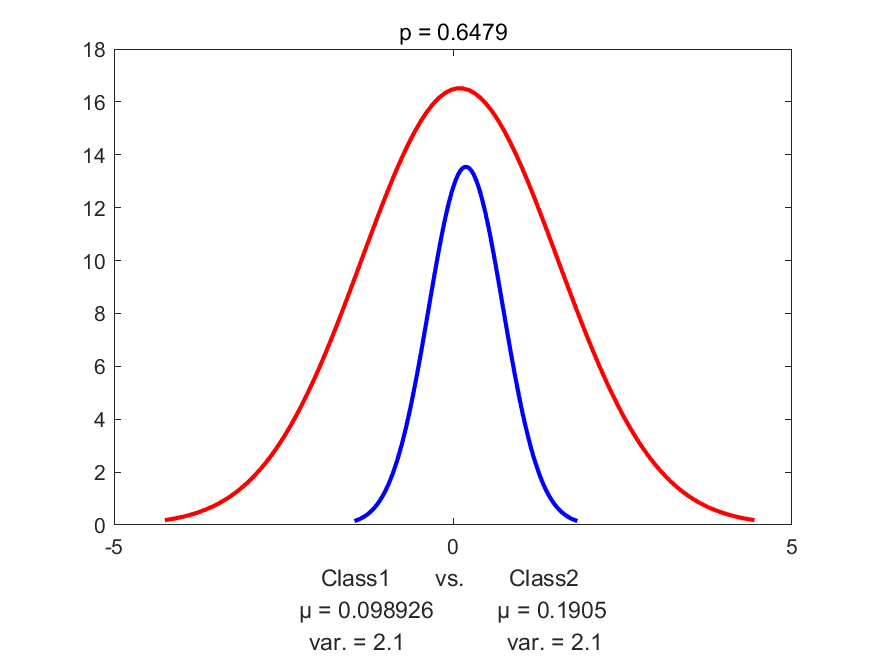 p = 0.6479
18
16
14
12
10
8
6
4
2
0
-5 0 5
Class1 vs. Class2
μ = 0.098926 μ = 0.1905
var. = 2.1 var. = 2.1